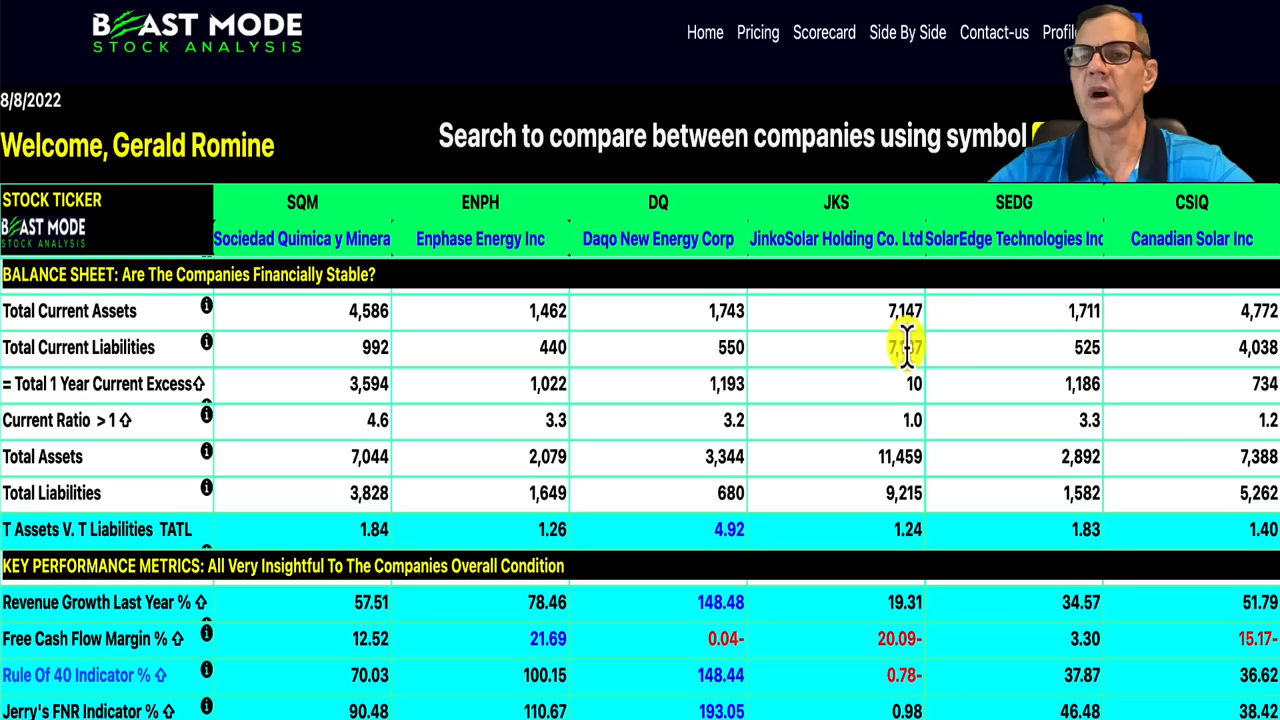 BEAST MODE
STOCK ANALYSIS
Home Pricing Scorecard Side By Side Contact-us
8/8/2022
Welcome, Gerald Romine
Search to compare between companies using symbol
STOCK TICKER SQM ENPH DQ JKS SEDG CSIQ
BEAST MODE
STOCK ANALYSIS
Sociedad Quimica y Minera Enphase Energy Inc Daqo New Energy Corp JinkoSolar Holding Co. Ltd SolarEdge Technologies Inc Canadian Solar Inc
BALANCE SHEET: Are The Companies Financially Stable?
Total Current Assets 4,586 1,462 1,743 7,147 1,711 4,772
Total Current Liabilities 992 440 550 525 4,038
= Total 1 Year Current Excess⇧ 3,594 1,022 1,193 10 1,186 734
Current Ratio > 1 ⇧ 4.6 3.3 3.2 1.0 3.3 1.2
Total Assets 7,044 2,079 3,344 11,459 2,892 7,388
Total Liabilities 3,828 1,649 680 9,215 1,582 5,262
T Assets V. T Liabilities TATL 1.84 1.26 4.92 1.24 1.83 1.40
KEY PERFORMANCE METRICS: All Very Insightful To The Companies Overall Condition
Revenue Growth Last Year % ⇧ 57.51 78.46 148.48 19.31 34.57 51.79
Free Cash Flow Margin % ⇧ 12.52 21.69 0.04- 20.09- 3.30 15.17-
Rule Of 40 Indicator % ⇧ 70.03 100.15 148.44 0.78- 37.87 36.62
Jerry's FNR Indicator % ⇧ 90.48 110.67 193.05 0.98 46.48 38.42